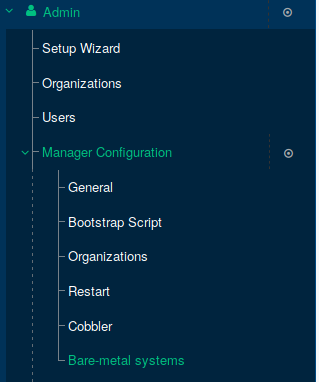 Admin
Setup Wizard
Organizations
Users
Manager Configuration
General
Bootstrap Script
Organizations
Restart
Cobbler
Bare-metal systems